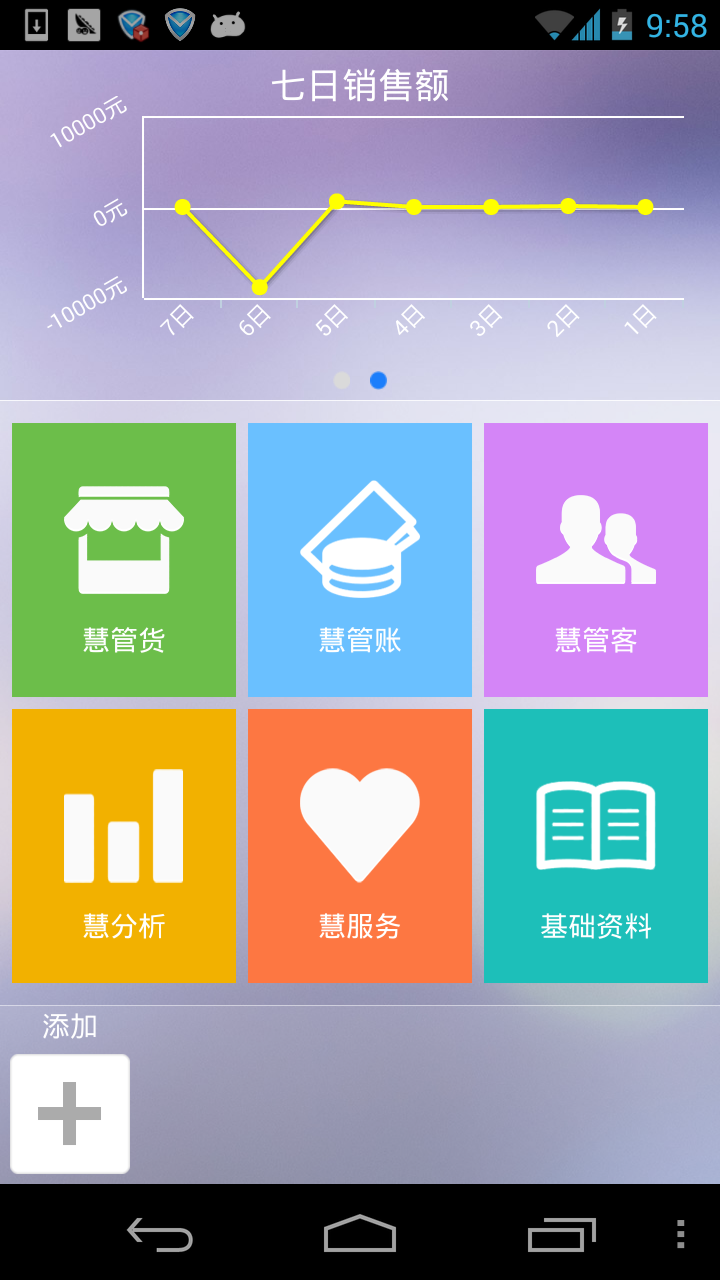 9:58
七日销售额
10000元
0元
-10000元
7日 6日 5日 4日 3日 2日 1日
慧管货 慧管账 慧管客
慧分析 慧服务 基础资料
添加